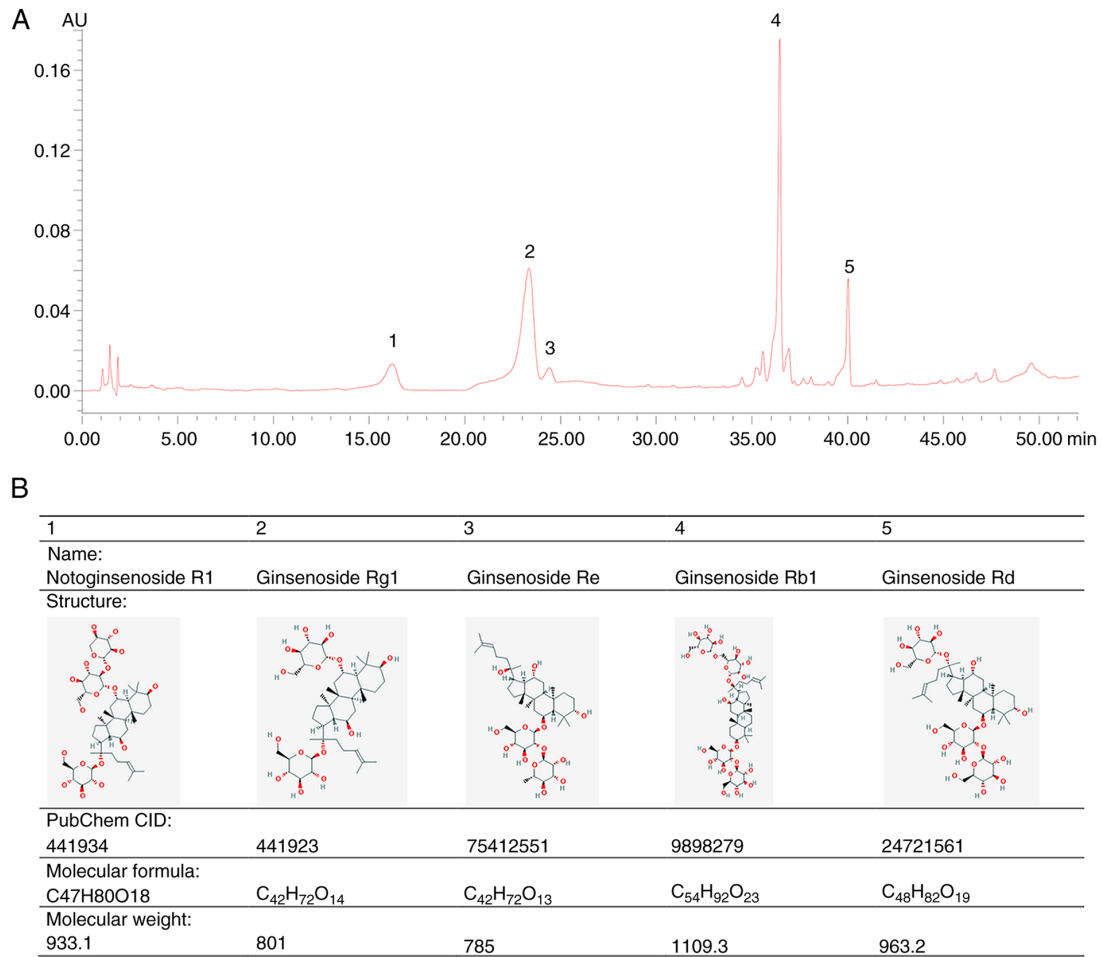 A
AU
4
0.16
0.12
0.08
2
5
0.04
1
3
0.00
0.00 5.00 10.00 15.00 20.00 25.00 30.00 35.00 40.00 45.00 50.00 min
B
1 2 3 4 5
Name:
Notoginsenoside R1 Ginsenoside Rg1 Ginsenoside Re Ginsenoside Rb1 Ginsenoside Rd
Structure:
PubChem CID:
441934 441923 75412551 9898279 24721561
Molecular formula:
C47H80O18 C₄₂H₇₂O₁₄ C₄₂H₇₂O₁₃ C₅₄H₉₂O₂₃ C₄₈H₈₂O₁₉
Molecular weight:
933.1 801 785 1109.3 963.2